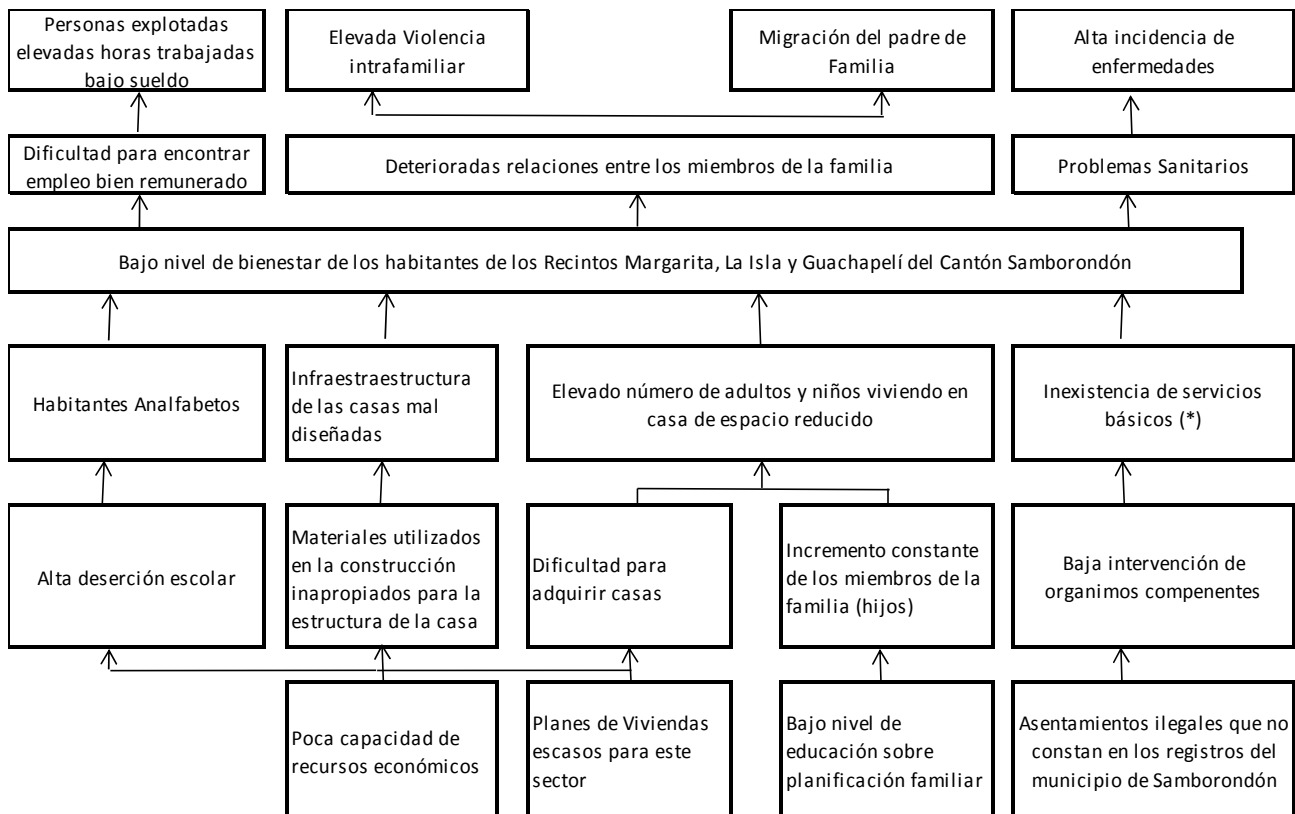 Personas explotadas
elevadas horas trabajadas
bajo sueldo
Elevada Violencia
intrafamiliar
Migración del padre de
Familia
Alta incidencia de
enfermedades
Dificultad para encontrar
empleo bien remunerado
Deterioradas relaciones entre los miembros de la familia
Problemas Sanitarios
Bajo nivel de bienestar de los habitantes de los Recintos Margarita, La Isla y Guachapelí del Cantón Samborondón
Habitantes Analfabetos
Infraestraestructura
de las casas mal
diseñadas
Elevado número de adultos y niños viviendo en
casa de espacio reducido
Inexistencia de servicios
básicos (*)
Alta deserción escolar
Materiales utilizados
en la construcción
inapropiados para la
estructura de la casa
Dificultad para
adquirir casas
Incremento constante
de los miembros de la
familia (hijos)
Baja intervención de
organimos compenentes
Poca capacidad de
recursos económicos
Planes de Viviendas
escasos para este
sector
Bajo nivel de
educación sobre
planificación familiar
Asentamientos ilegales que no
constan en los registros del
municipio de Samborondón